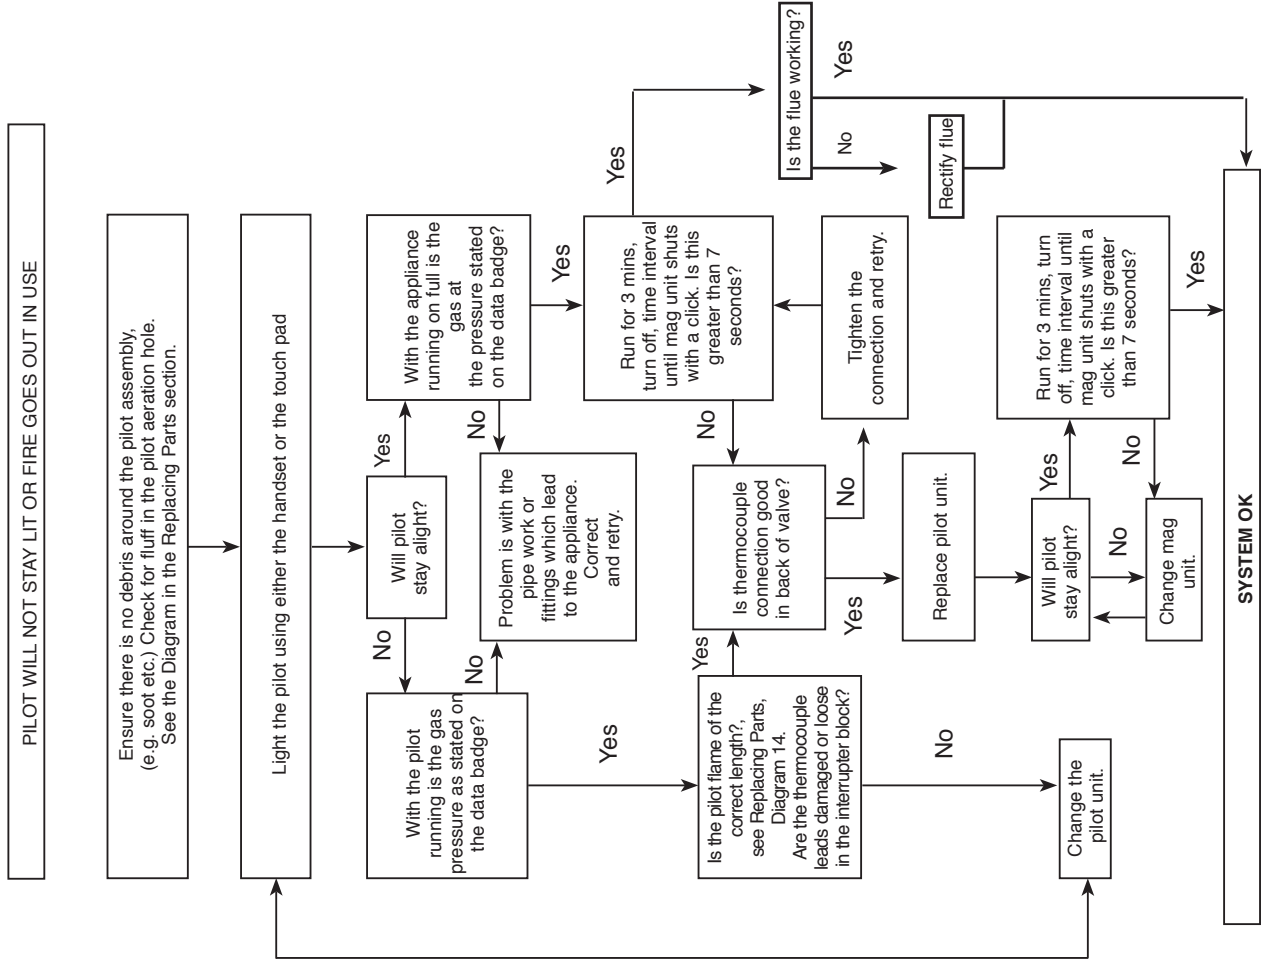 PILOT WILL NOT STAY LIT OR FIRE GOES OUT IN USE
Ensure there is no debris around the pilot assembly,
(e.g. soot etc.) Check for fluff in the pilot aeration hole.
See the Diagram in the Replacing Parts section.
Light the pilot using either the handset or the touch pad
Will pilot
stay alight?
No
Yes
With the pilot
running is the gas
pressure as stated on
the data badge?
With the appliance
running on full is the
gas at
the pressure stated
on the data badge?
No
No
Problem is with the
pipe work or
fittings which lead
to the appliance.
Correct
and retry.
Yes
Yes
Is the pilot flame of the
correct length?,
see Replacing Parts,
Diagram 14.
Are the thermocouple
leads damaged or loose
in the interrupter block?
Yes
Is thermocouple
connection good
in back of valve?
No
Run for 3 mins,
turn off, time interval
until mag unit shuts
with a click. Is this
greater than 7
seconds?
Yes
Is the flue working?
No
Yes
Rectify flue
Yes
No
Tighten the
connection and retry.
Replace pilot unit.
No
Change the
pilot unit.
Will pilot
stay alight?
Yes
Run for 3 mins, turn
off, time interval until
mag unit shuts with a
click. Is this greater
than 7 seconds?
No
No
Change mag
unit.
Yes
SYSTEM OK